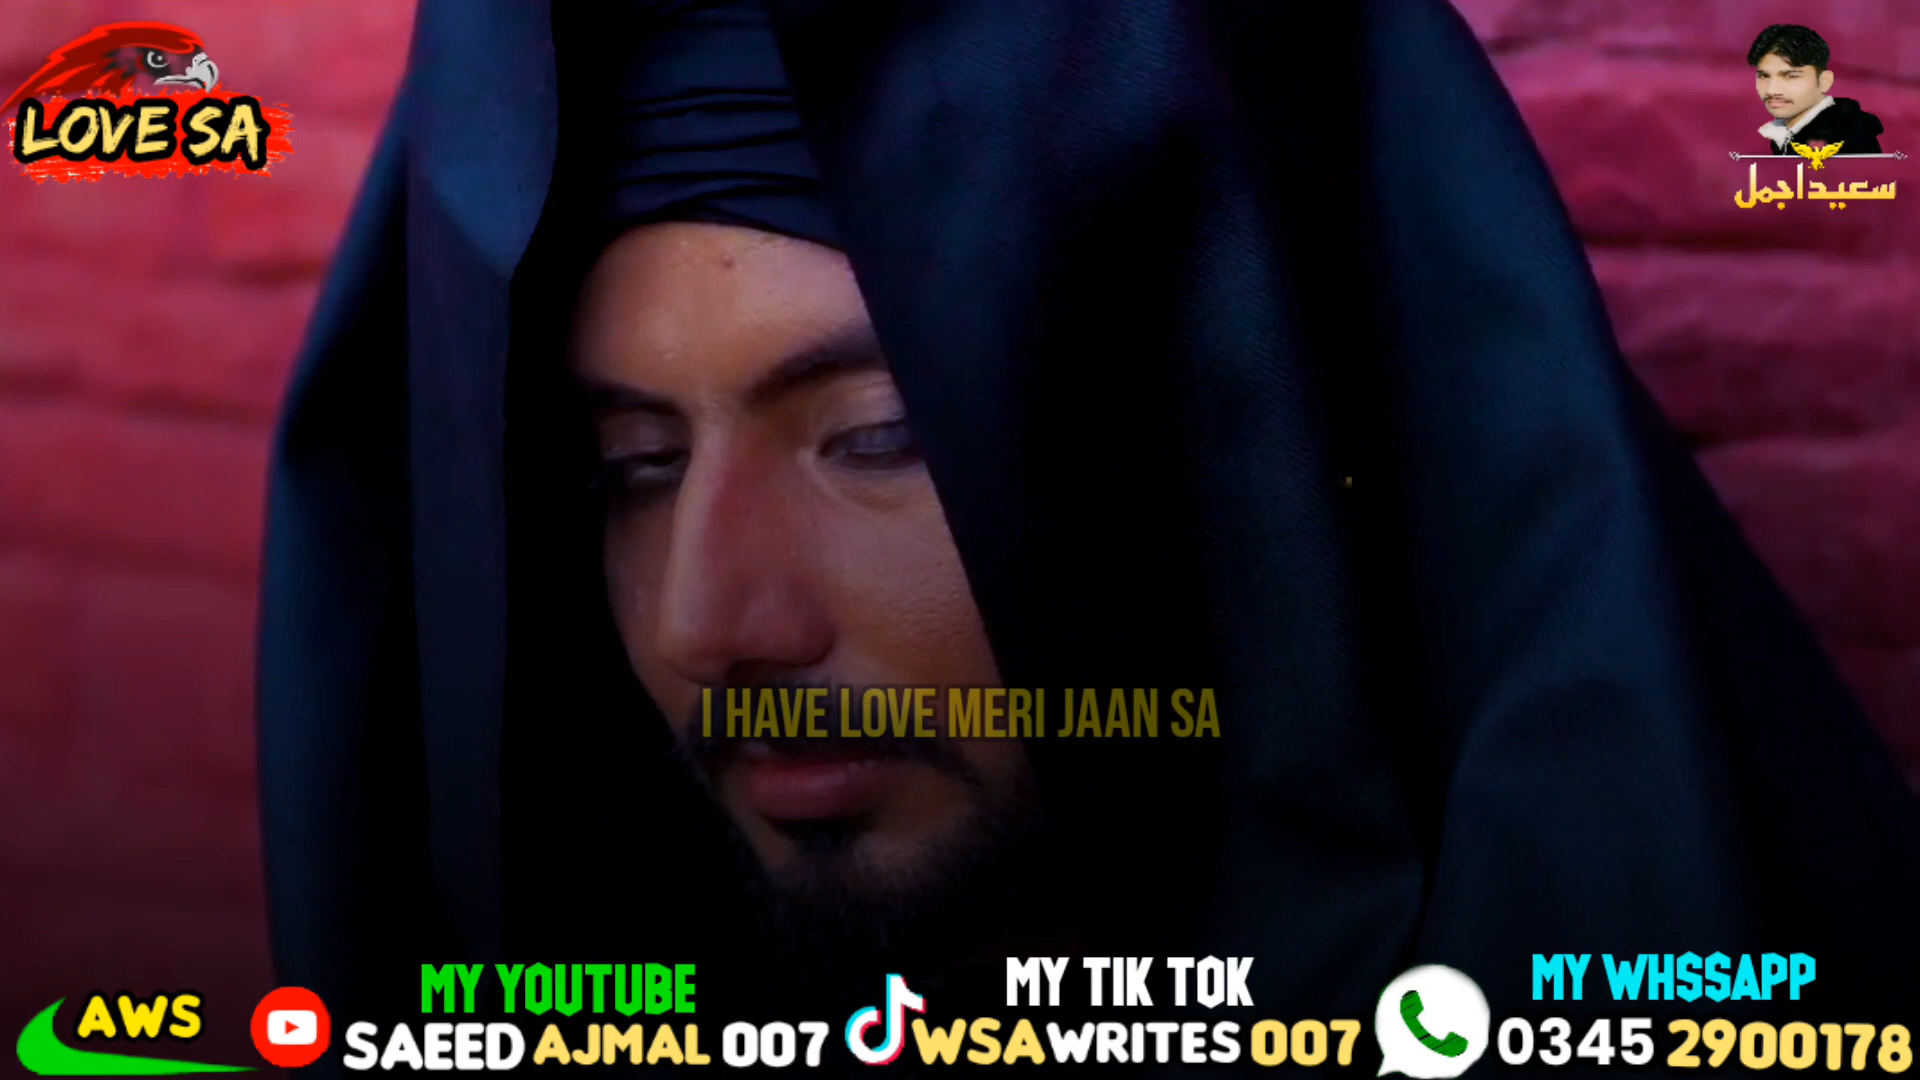 LOVE SA
سعیداجمل
I HAVE LOVE MERI JAAN SA
AWS
MY YOUTUBE
SAEED AJMAL 007
MY TIK TOK
WSAWRITES 007
MY WHSSAPP
0345 2900178